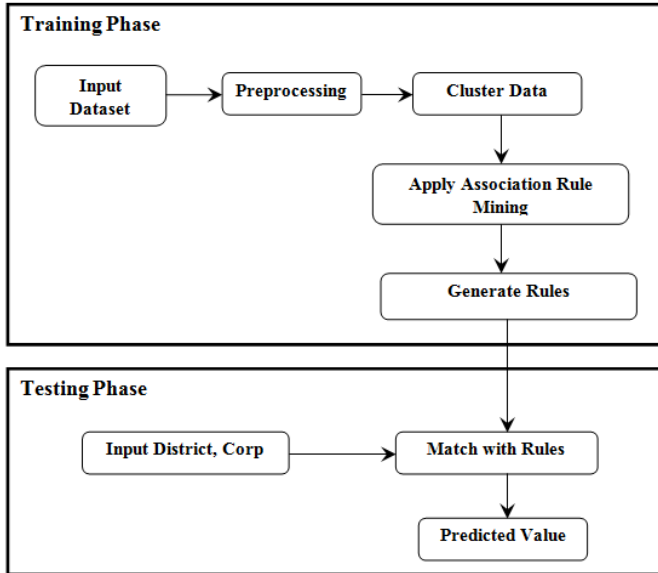 Training Phase
Input
Dataset
Preprocessing
Cluster Data
Apply Association Rule
Mining
Generate Rules
Testing Phase
Input District, Corp
Match with Rules
Predicted Value